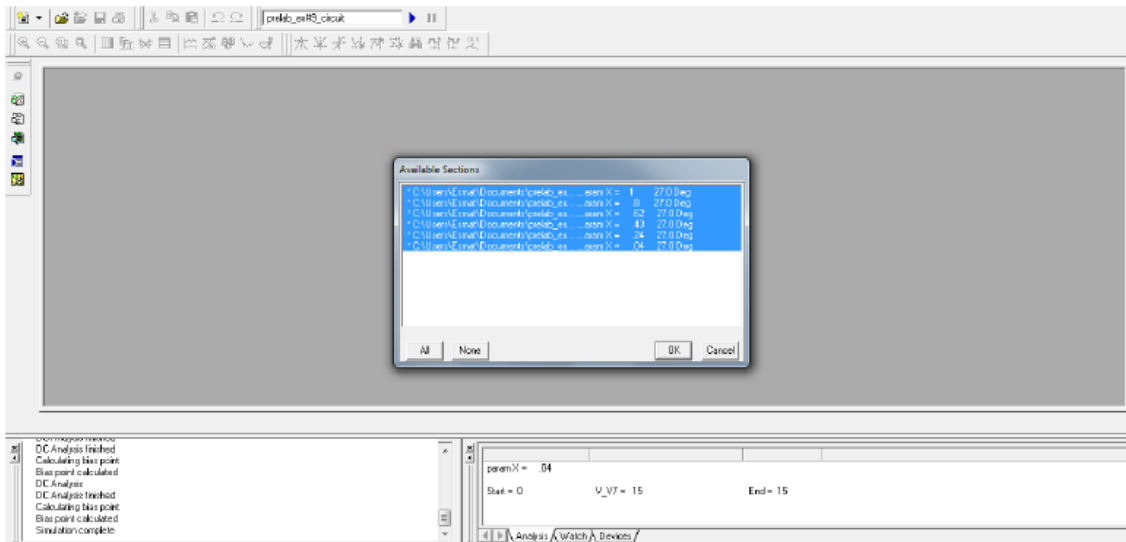 prelab_ex#3_circuit
Available Sections
* C:\Users\Esmat\Documents\prelab_ex... ...aram X = 1 27.0 Deg
* C:\Users\Esmat\Documents\prelab_ex... ...aram X = .8 27.0 Deg
* C:\Users\Esmat\Documents\prelab_ex... ...aram X = .62 27.0 Deg
* C:\Users\Esmat\Documents\prelab_ex... ...aram X = .43 27.0 Deg
* C:\Users\Esmat\Documents\prelab_ex... ...aram X = .24 27.0 Deg
* C:\Users\Esmat\Documents\prelab_ex... ...aram X = .04 27.0 Deg
All None OK Cancel
DC Analysis finished
DC Analysis finished
Calculating bias point
Bias point calculated
DC Analysis
DC Analysis finished
Calculating bias point
Bias point calculated
Simulation complete
param X = .04
Start = 0 V_V7 = 15 End = 15
Analysis Watch Devices